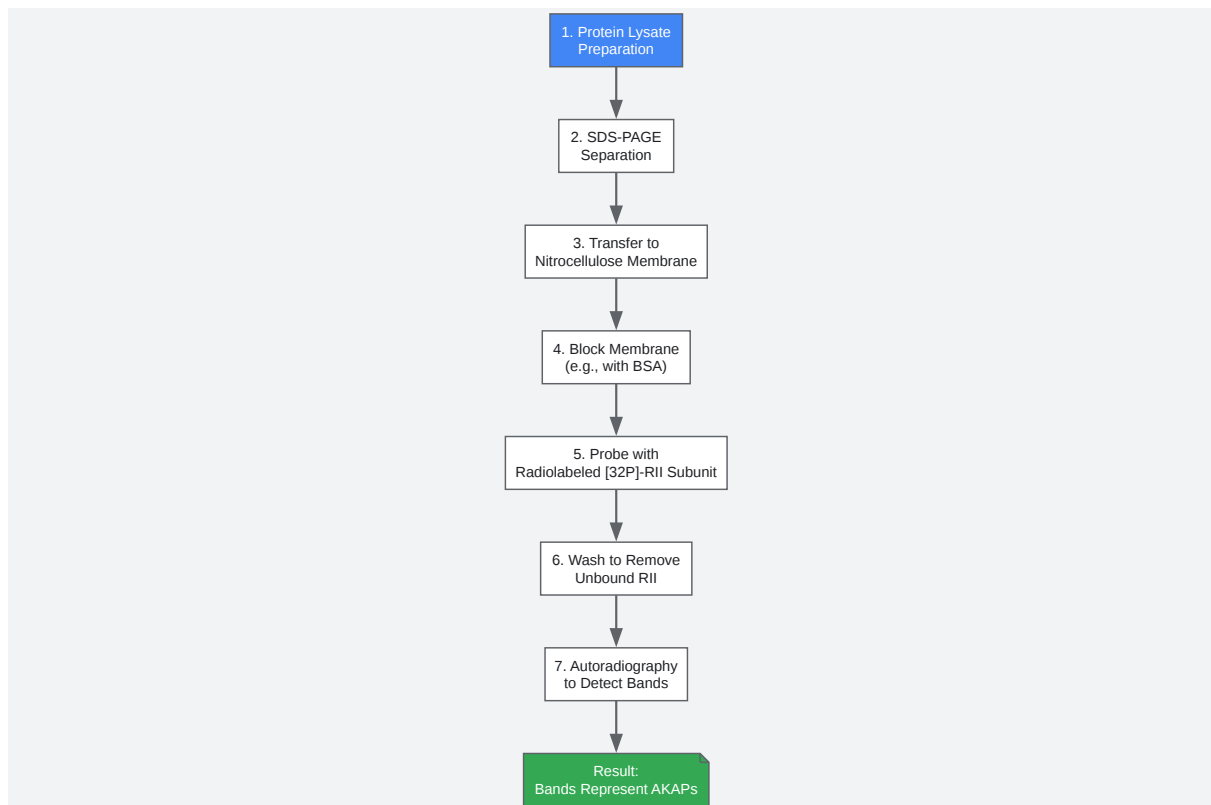 1. Protein Lysate
Preparation
2. SDS-PAGE
Separation
3. Transfer to
Nitrocellulose Membrane
4. Block Membrane
(e.g., with BSA)
5. Probe with
Radiolabeled [32P]-RII Subunit
6. Wash to Remove
Unbound RII
7. Autoradiography
to Detect Bands
Result:
Bands Represent AKAPs